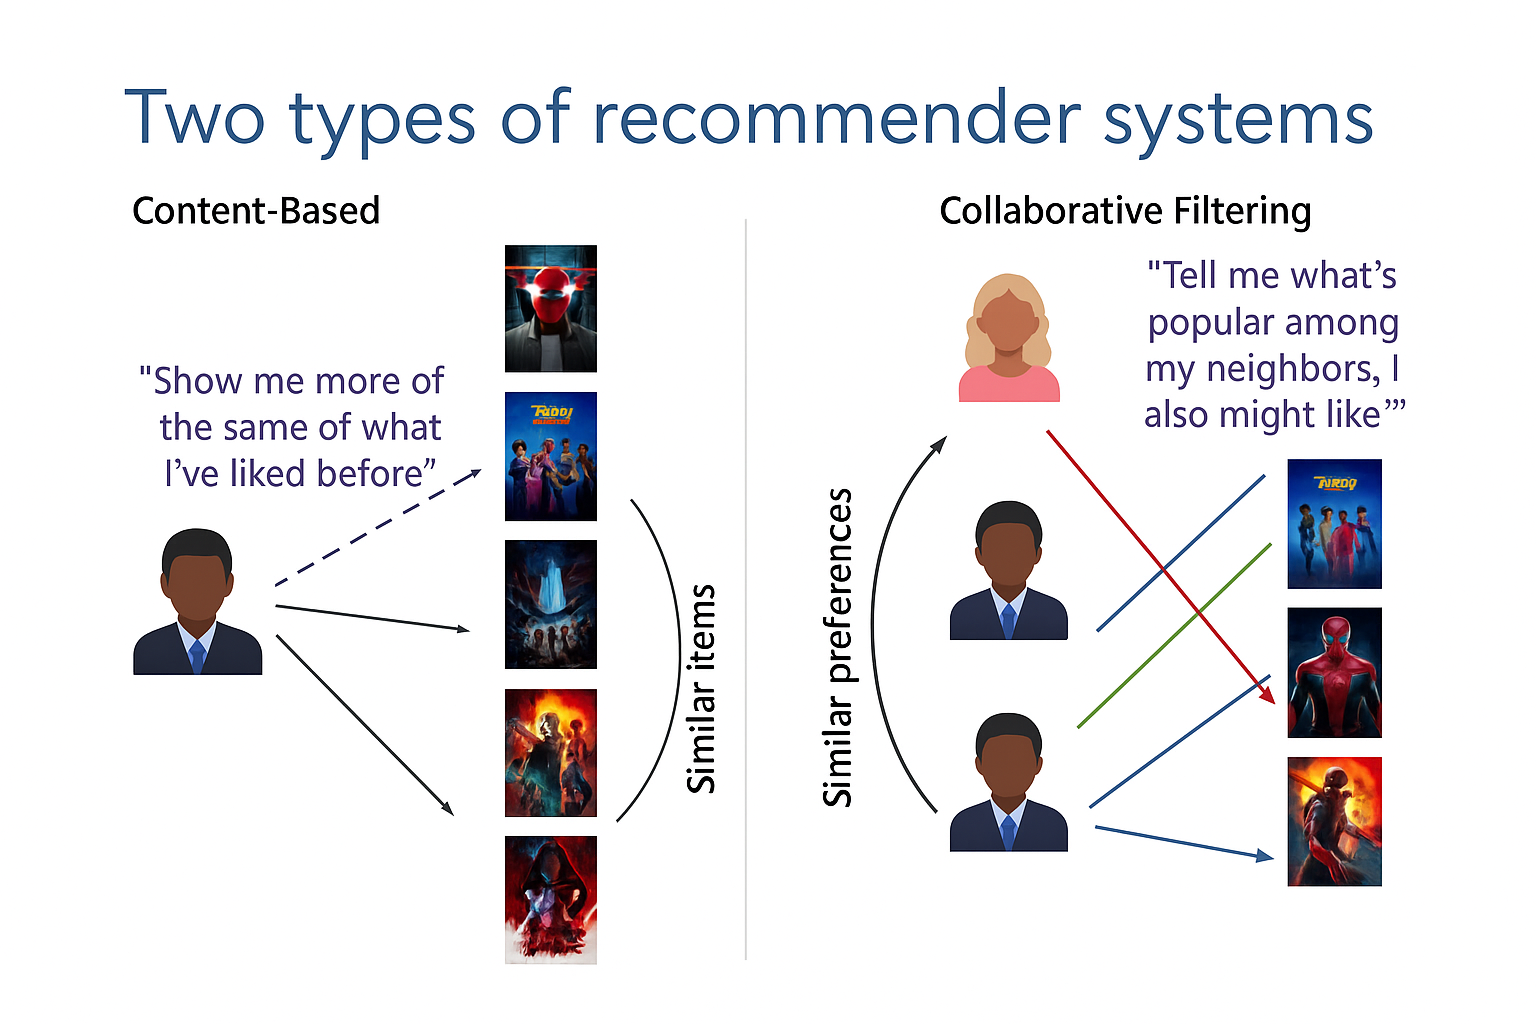 Two types of recommender systems
Content-Based
"Show me more of
the same of what
I’ve liked before”
Similar items
Collaborative Filtering
"Tell me what’s
popular among
my neighbors, I
also might like’”
Similar preferences